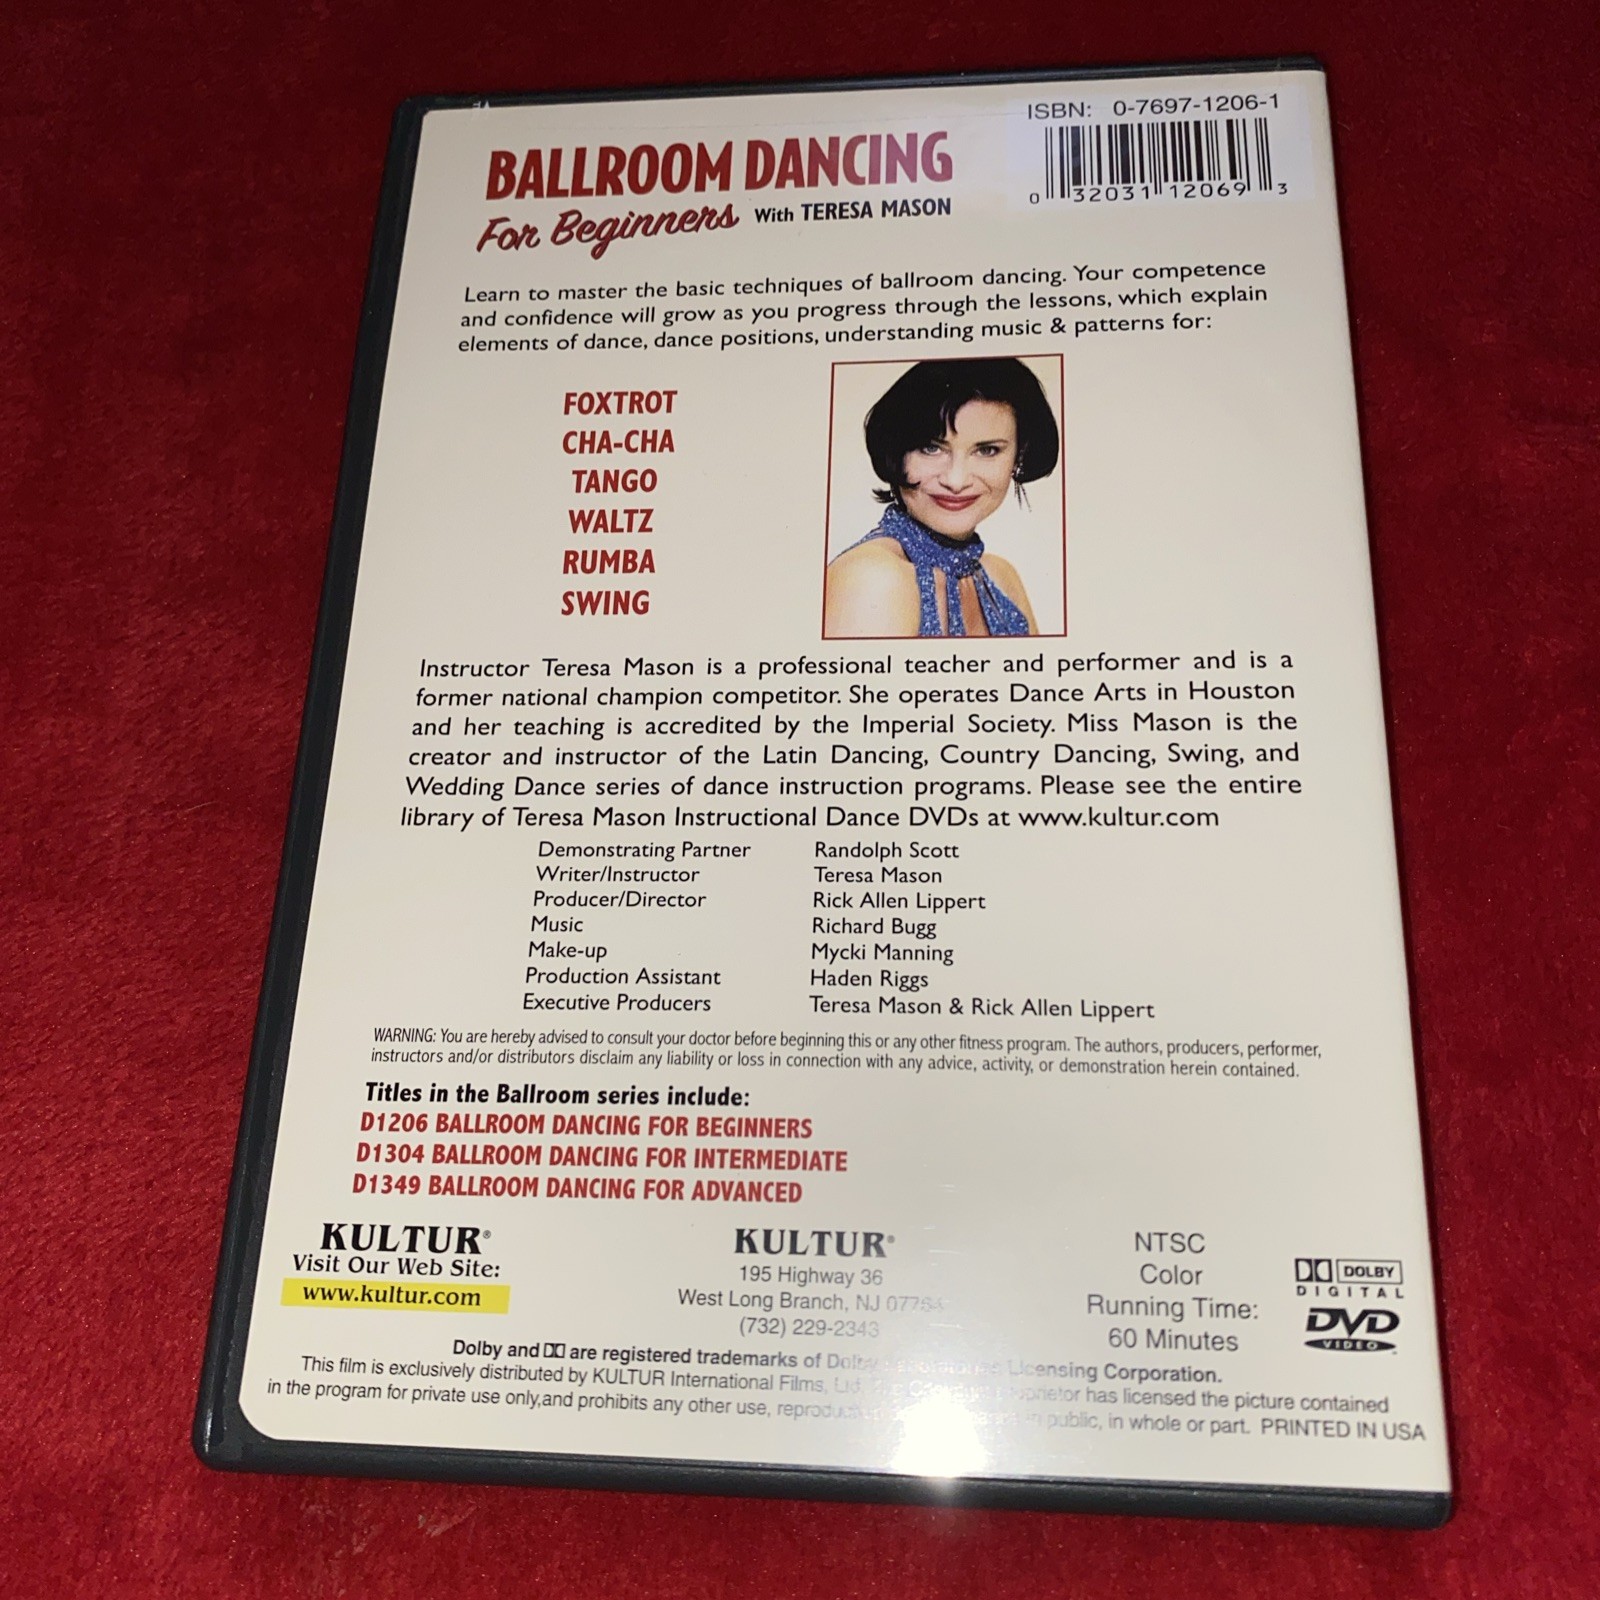 ISBN: 0-7697-1206-1
0 32031 12069 3
BALLROOM DANCING
For Beginners With TERESA MASON
Learn to master the basic techniques of ballroom dancing. Your competence
and confidence will grow as you progress through the lessons, which explain
elements of dance, dance positions, understanding music & patterns for:
FOXTROT
CHA-CHA
TANGO
WALTZ
RUMBA
SWING
Instructor Teresa Mason is a professional teacher and performer and is a
former national champion competitor. She operates Dance Arts in Houston
and her teaching is accredited by the Imperial Society. Miss Mason is the
creator and instructor of the Latin Dancing, Country Dancing, Swing, and
Wedding Dance series of dance instruction programs. Please see the entire
library of Teresa Mason Instructional Dance DVDs at www.kultur.com
Demonstrating Partner Randolph Scott
Writer/Instructor Teresa Mason
Producer/Director Rick Allen Lippert
Music Richard Bugg
Make-up Mycki Manning
Production Assistant Haden Riggs
Executive Producers Teresa Mason & Rick Allen Lippert
WARNING: You are hereby advised to consult your doctor before beginning this or any other fitness program. The authors, producers, performer,
instructors and/or distributors disclaim any liability or loss in connection with any advice, activity, or demonstration herein contained.
Titles in the Ballroom series include:
D1206 BALLROOM DANCING FOR BEGINNERS
D1304 BALLROOM DANCING FOR INTERMEDIATE
D1349 BALLROOM DANCING FOR ADVANCED
KULTUR®
Visit Our Web Site:
www.kultur.com
KULTUR®
195 Highway 36
West Long Branch, NJ
(732) 229-2343
NTSC
Color
Running Time:
60 Minutes
DOLBY
DIGITAL
DVD
VIDEO
Dolby and DD are registered trademarks of Licensing Corporation.
This film is exclusively distributed by KULTUR International Films, Ltd. has licensed the picture contained
in the program for private use only,and prohibits any other use, public, in whole or part. PRINTED IN USA